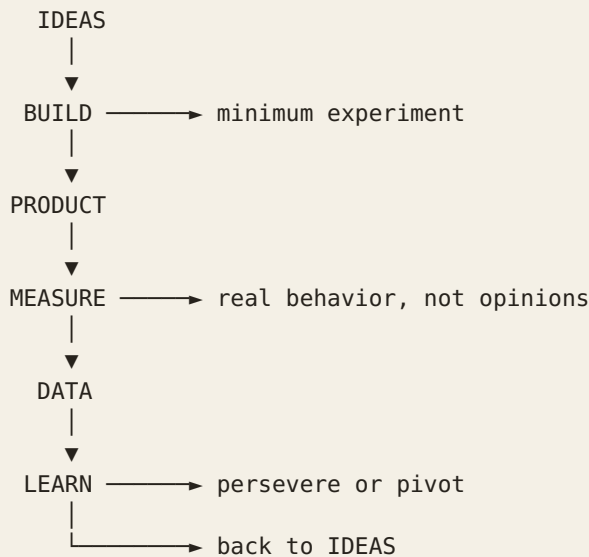 IDEAS
BUILD ──────► minimum experiment
PRODUCT
MEASURE ─────► real behavior, not opinions
DATA
LEARN ──────► persevere or pivot
└────────► back to IDEAS